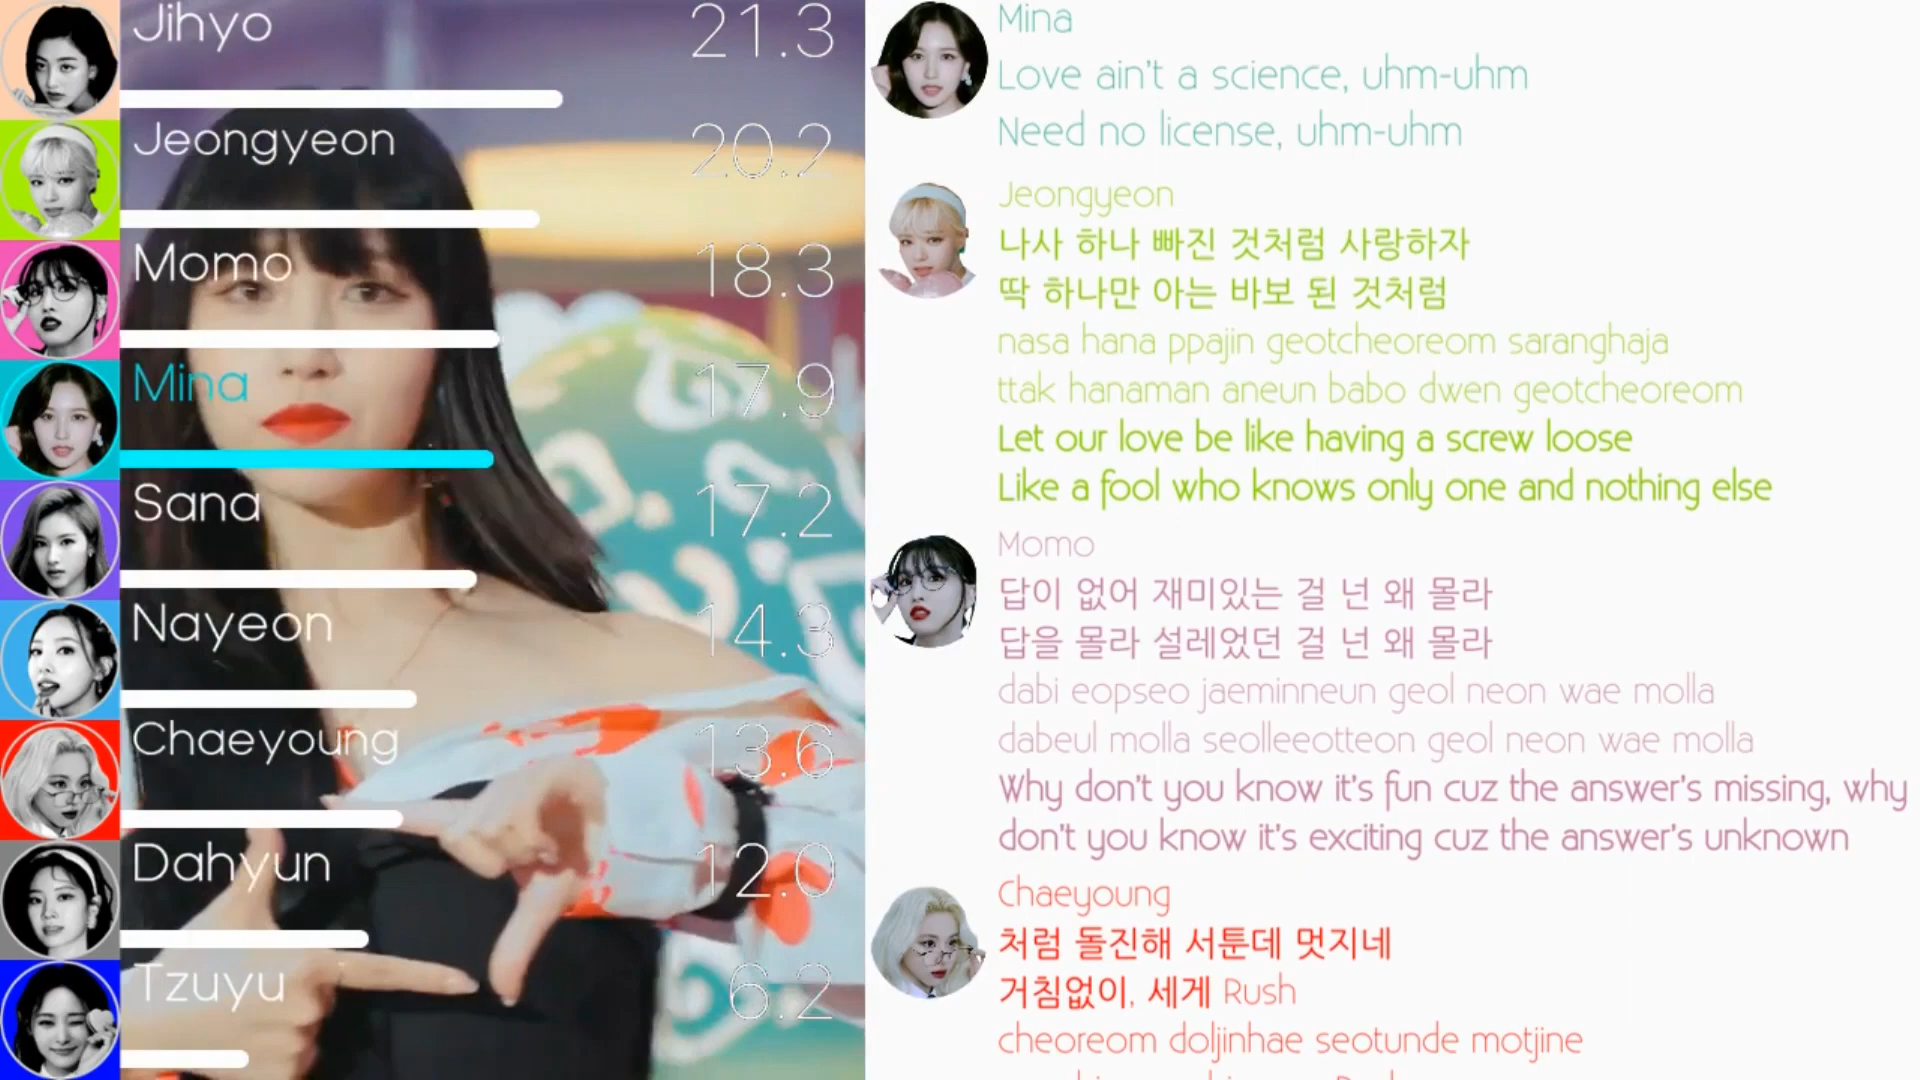 Jihyo
21.3
Jeongyeon
20.2
Momo
18.3
Mina
17.9
Sana
17.2
Nayeon
14.3
Chaeyoung
13.6
Dahyun
12.0
Tzuyu
6.2
Mina
Love ain't a science, uhm-uhm
Need no license, uhm-uhm
Jeongyeon
나사 하나 빠진 것처럼 사랑하자
딱 하나만 아는 바보 된 것처럼
nasa hana ppajin geotcheoreom saranghaja
ttak hanaman aneun babo dwen geotcheoreom
Let our love be like having a screw loose
Like a fool who knows only one and nothing else
Momo
답이 없어 재미있는 걸 넌 왜 몰라
답을 몰라 설레었던 걸 넌 왜 몰라
dabi eopseo jaeminneun geol neon wae molla
dabeul molla seolleeotteon geol neon wae molla
Why don't you know it's fun cuz the answer's missing, why
don't you know it's exciting cuz the answer's unknown
Chaeyoung
처럼 돌진해 서툰데 멋지네
거침없이, 세게 Rush
cheoreom doljinhae seotunde motjine